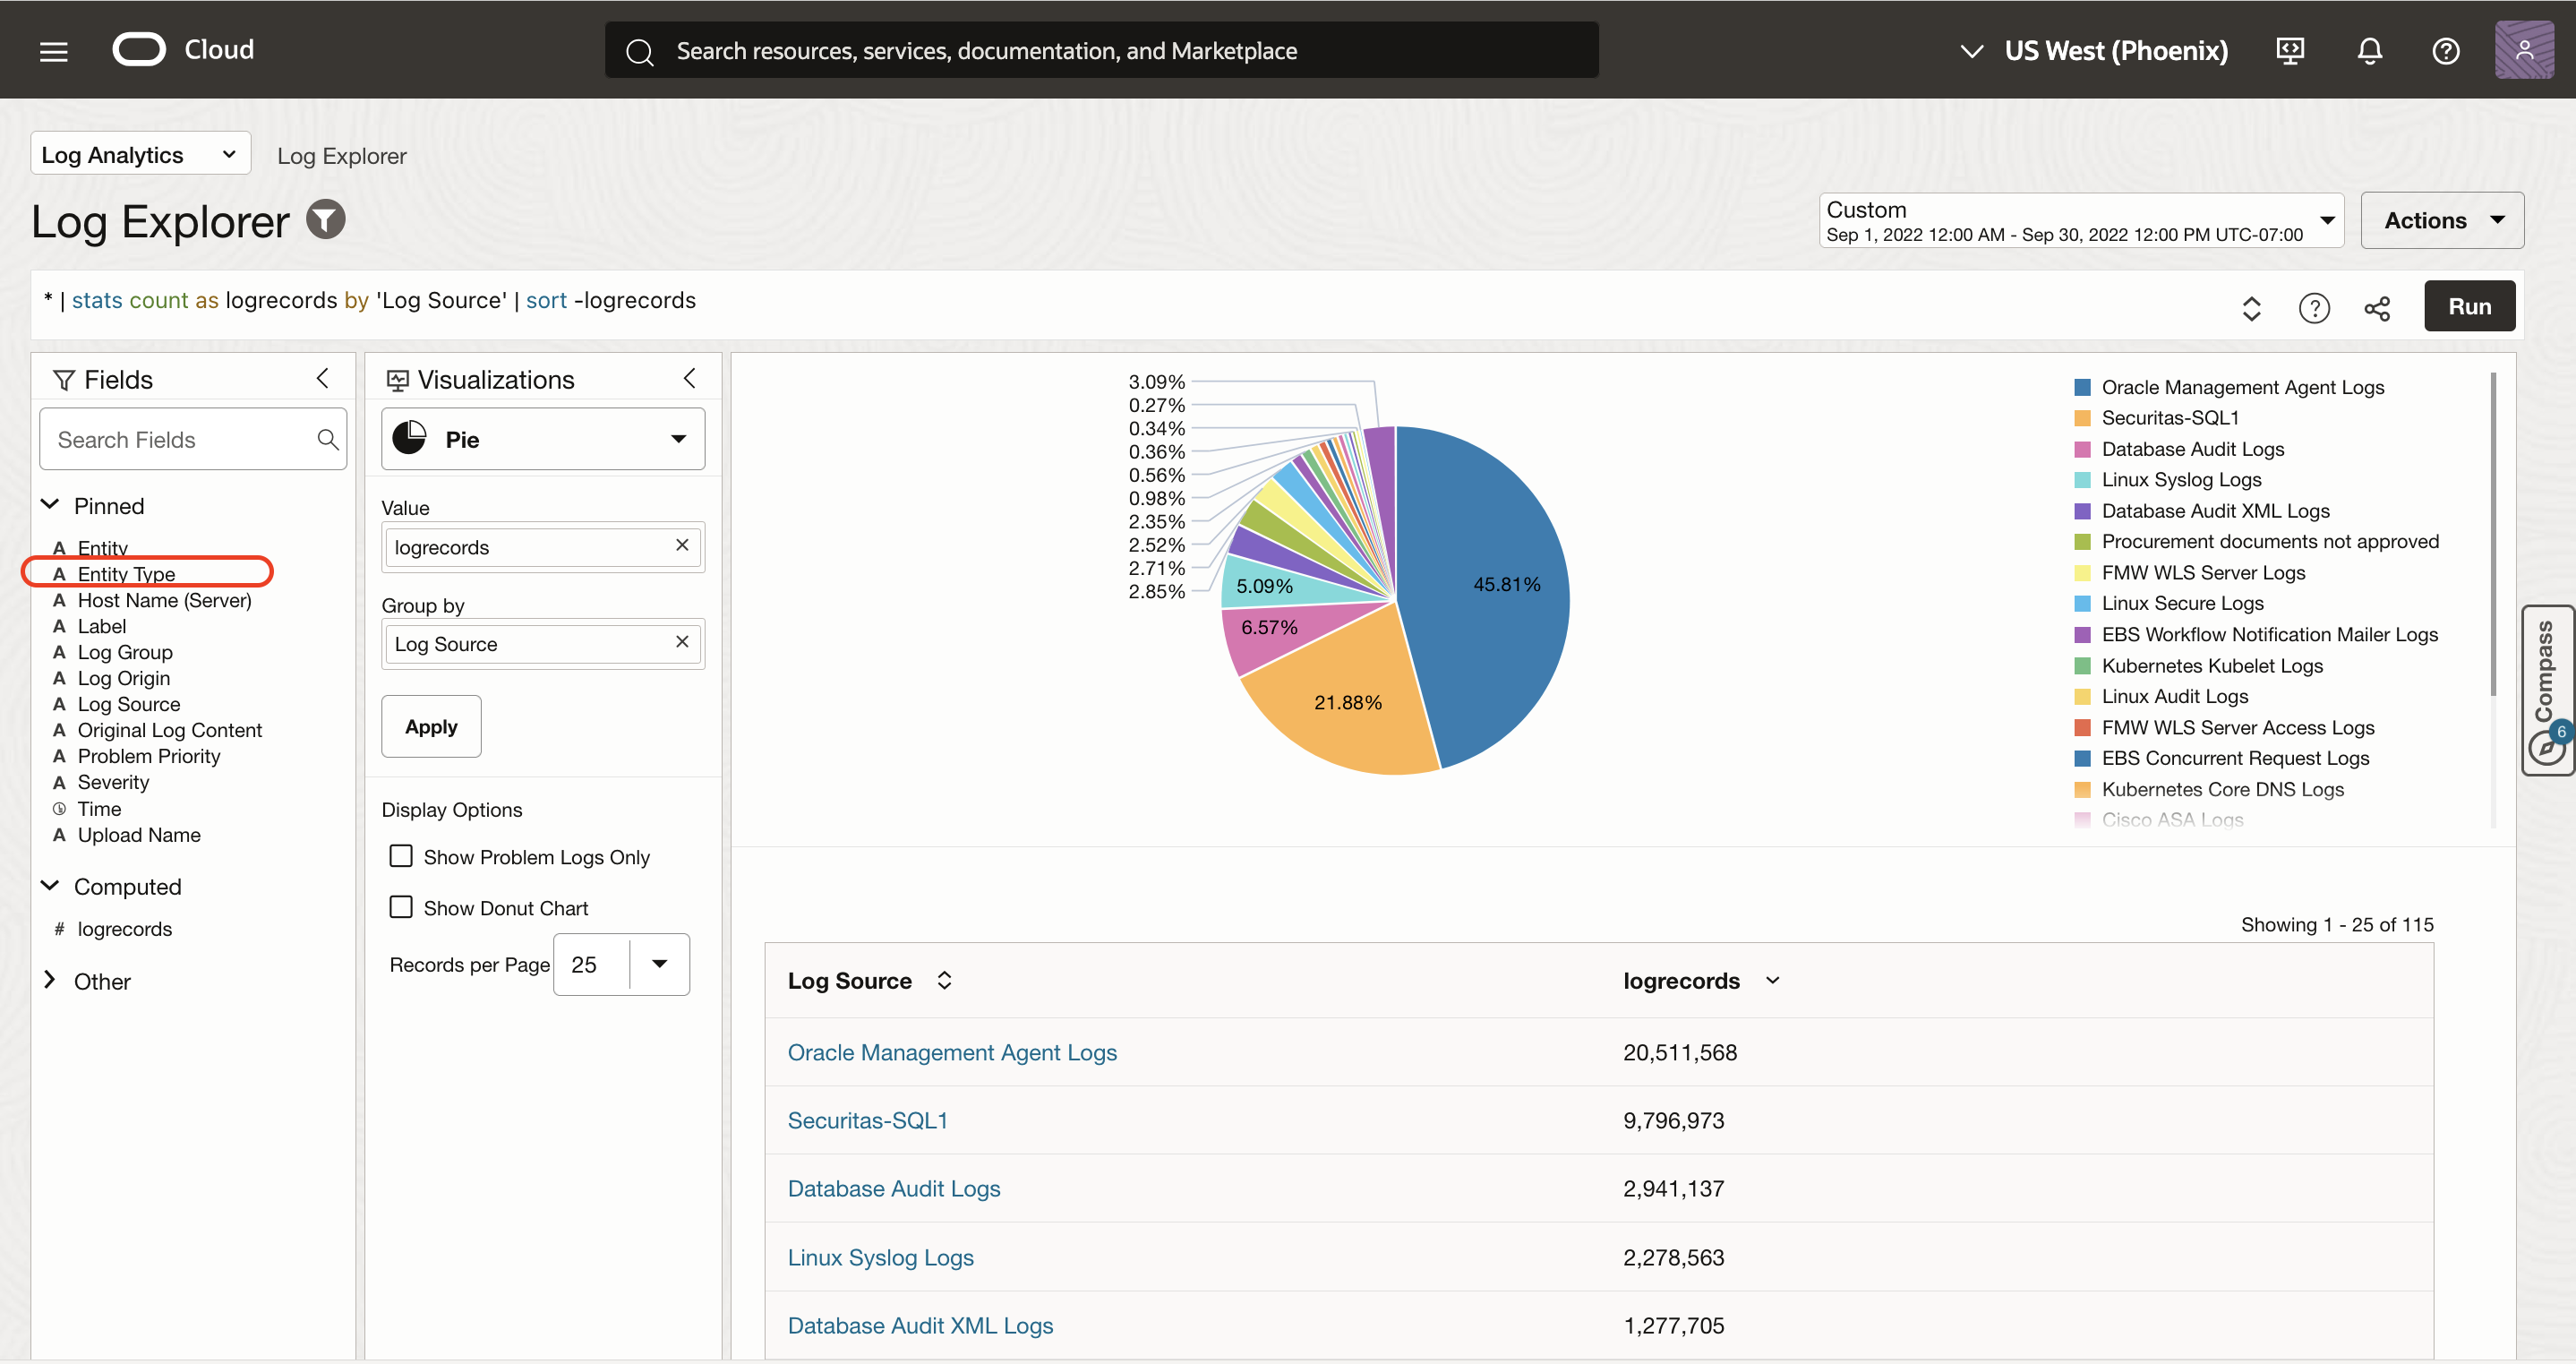 Cloud
Search resources, services, documentation, and Marketplace
US West (Phoenix)
Log Analytics
Log Explorer
Log Explorer
Custom
Sep 1, 2022 12:00 AM - Sep 30, 2022 12:00 PM UTC-07:00
Actions
* | stats count as logrecords by 'Log Source' | sort -logrecords
Run
Fields
Search Fields
Pinned
A Entity
A Entity Type
A Host Name (Server)
A Label
A Log Group
A Log Origin
A Log Source
A Original Log Content
A Problem Priority
A Severity
Time
A Upload Name
Computed
# logrecords
Other
Visualizations
Pie
Value
logrecords
Group by
Log Source
Apply
Display Options
Show Problem Logs Only
Show Donut Chart
Records per Page 25
3.09%
0.27%
0.34%
0.36%
0.56%
0.98%
2.35%
2.52%
2.71%
2.85%
5.09%
6.57%
21.88%
45.81%
Oracle Management Agent Logs
Securitas-SQL1
Database Audit Logs
Linux Syslog Logs
Database Audit XML Logs
Procurement documents not approved
FMW WLS Server Logs
Linux Secure Logs
EBS Workflow Notification Mailer Logs
Kubernetes Kubelet Logs
Linux Audit Logs
FMW WLS Server Access Logs
EBS Concurrent Request Logs
Kubernetes Core DNS Logs
Cisco ASA Logs
Compass
6
Showing 1 - 25 of 115
Log Source logrecords
Oracle Management Agent Logs 20,511,568
Securitas-SQL1 9,796,973
Database Audit Logs 2,941,137
Linux Syslog Logs 2,278,563
Database Audit XML Logs 1,277,705